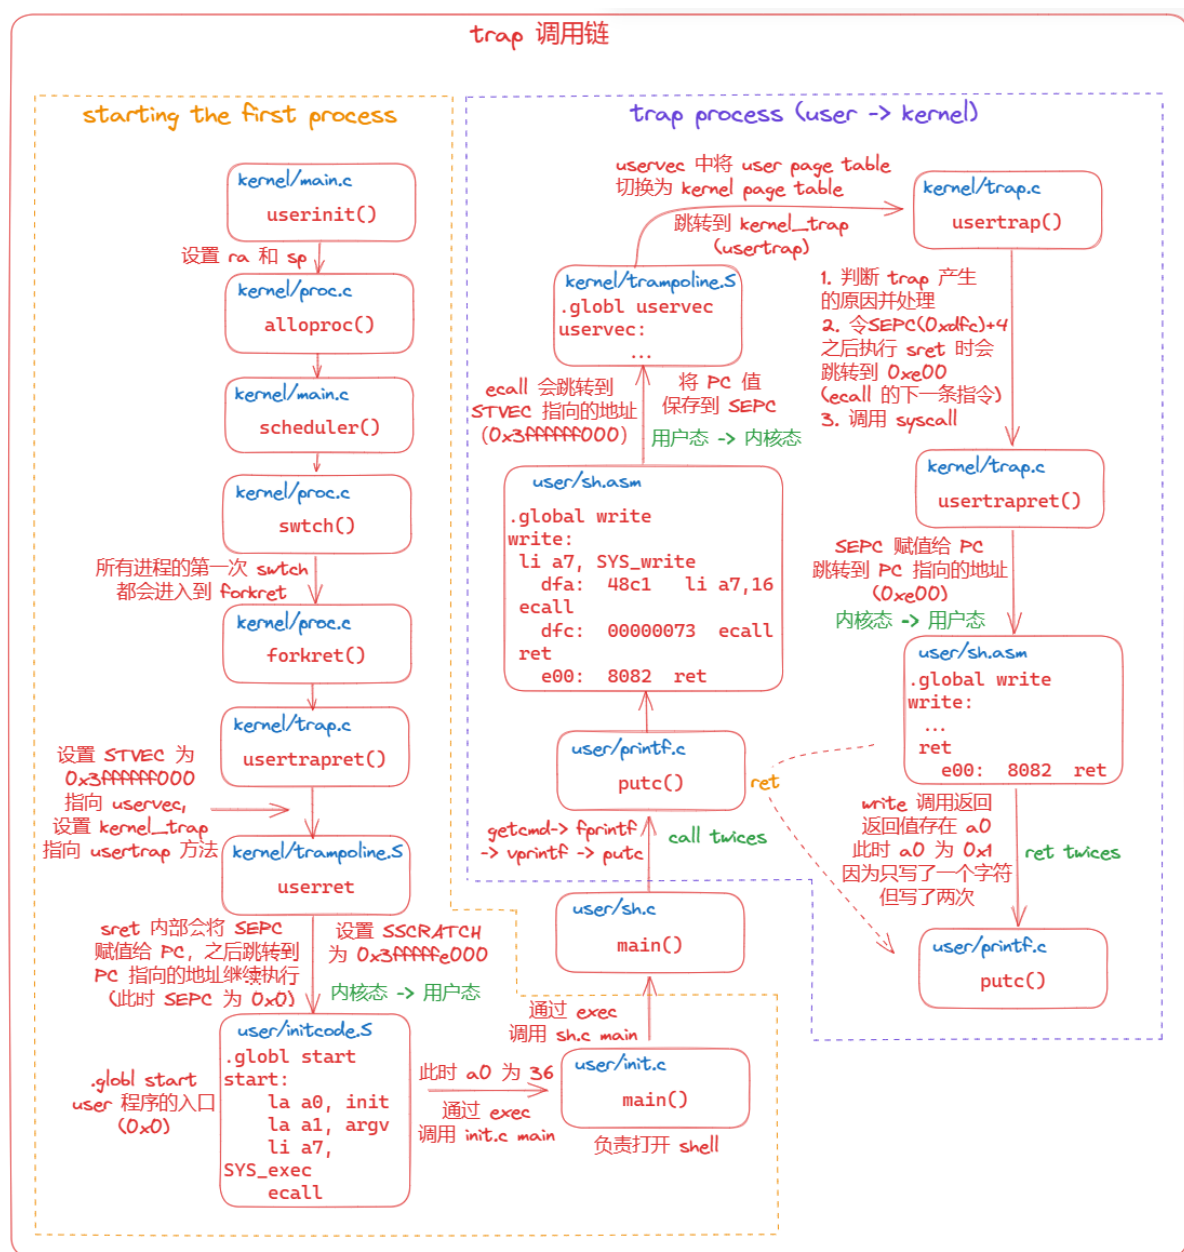 trap 调用链
starting the first process
kernel/main.c
userinit()
设置 ra 和 sp
kernel/proc.c
alloproc()
kernel/main.c
scheduler()
kernel/proc.c
swtch()
所有进程的第一次 swtch
都会进入到 forkret
kernel/proc.c
forkret()
kernel/trap.c
usertrapret()
设置 STVEC 为
0x3ffffff000
指向 uservec,
设置 kernel_trap
指向 usertrap 方法
kernel/trampoline.S
userret
sret 内部会将 SEPC
赋值给 PC, 之后跳转到
PC 指向的地址继续执行
(此时 SEPC 为 0x0)
设置 SSCRATCH
为 0x3fffffe000
内核态 -> 用户态
user/initcode.S
.globl start
start:
la a0, init
la a1, argv
li a7,
SYS_exec
ecall
.globl start
user 程序的入口
(0x0)
此时 a0 为 36
通过 exec
调用 init.c main
user/init.c
main()
负责打开 shell
通过 exec
调用 sh.c main
user/sh.c
main()
trap process (user -> kernel)
getcmd-> fprintf
-> vprintf -> putc
call twices
user/printf.c
putc()
ret
user/sh.asm
.global write
write:
li a7, SYS_write
dfa: 48c1 li a7,16
ecall
dfc: 00000073 ecall
ret
e00: 8082 ret
ecall 会跳转到
STVEC 指向的地址
(0x3ffffff000)
将 PC 值
保存到 SEPC
用户态 -> 内核态
kernel/trampoline.S
.globl uservec
uservec:
...
uservec 中将 user page table
切换为 kernel page table
跳转到 kernel_trap
(usertrap)
kernel/trap.c
usertrap()
1. 判断 trap 产生
的原因并处理
2. 令SEPC(0xdfc)+4
之后执行 sret 时会
跳转到 0xe00
(ecall 的下一条指令)
3. 调用 syscall
kernel/trap.c
usertrapret()
SEPC 赋值给 PC
跳转到 PC 指向的地址
(0xe00)
内核态 -> 用户态
user/sh.asm
.global write
write:
...
ret
e00: 8082 ret
write 调用返回
返回值存在 a0
此时 a0 为 0x1
因为只写了一个字符
但写了两次
ret twices
user/printf.c
putc()